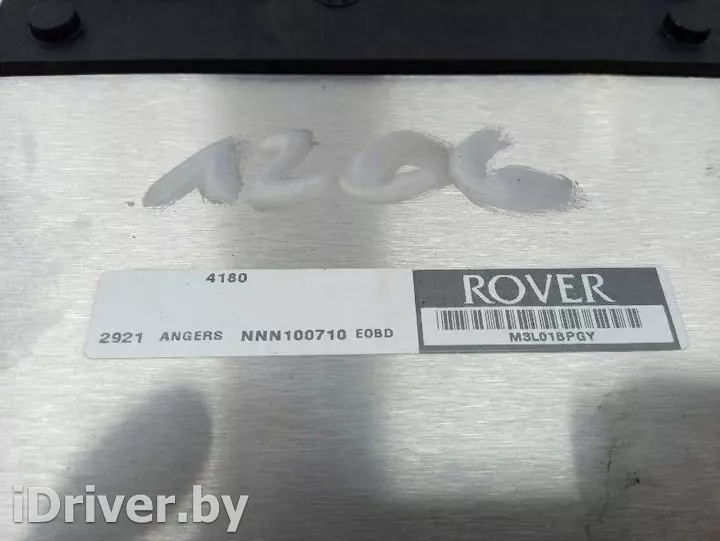 1206
4180
ROVER
2921 ANGERS NNN100710 EOBD
M3L01BPGY
iDriver.by